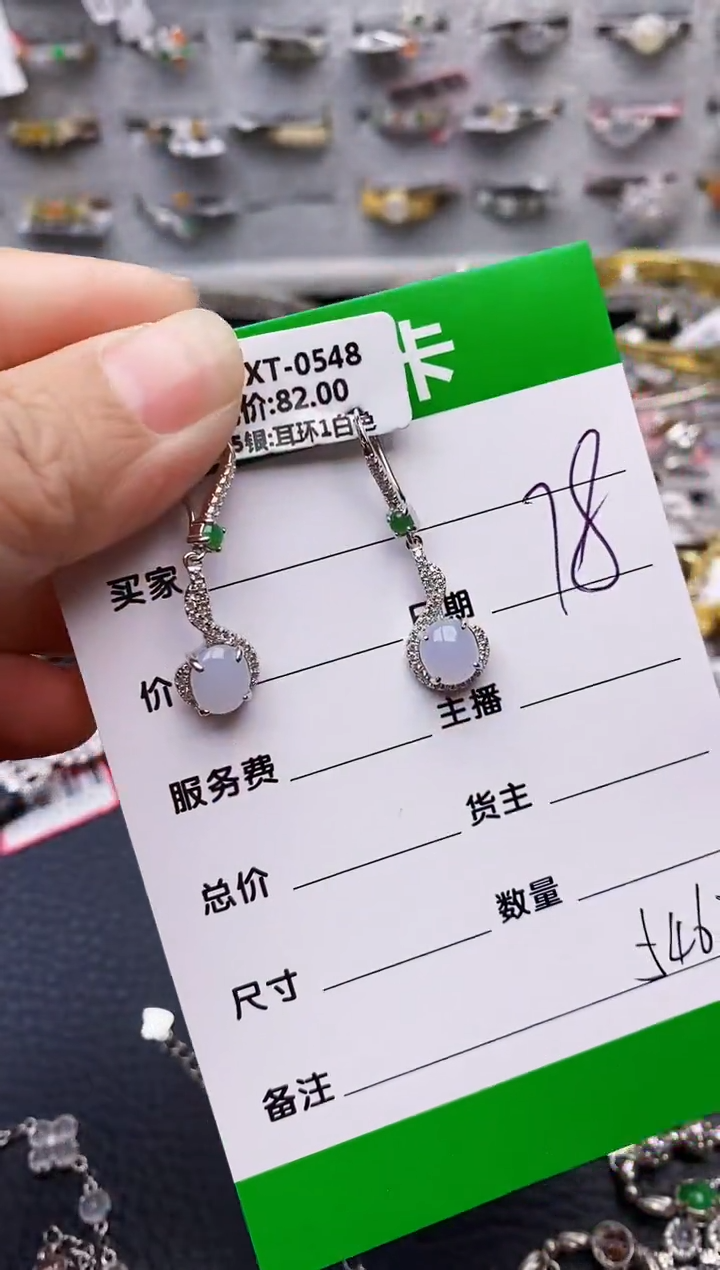 卡
XT-0548
价:82.00
5银:耳环1白色
78
买家
日期
价
主播
服务费
货主
总价
数量
尺寸
备注